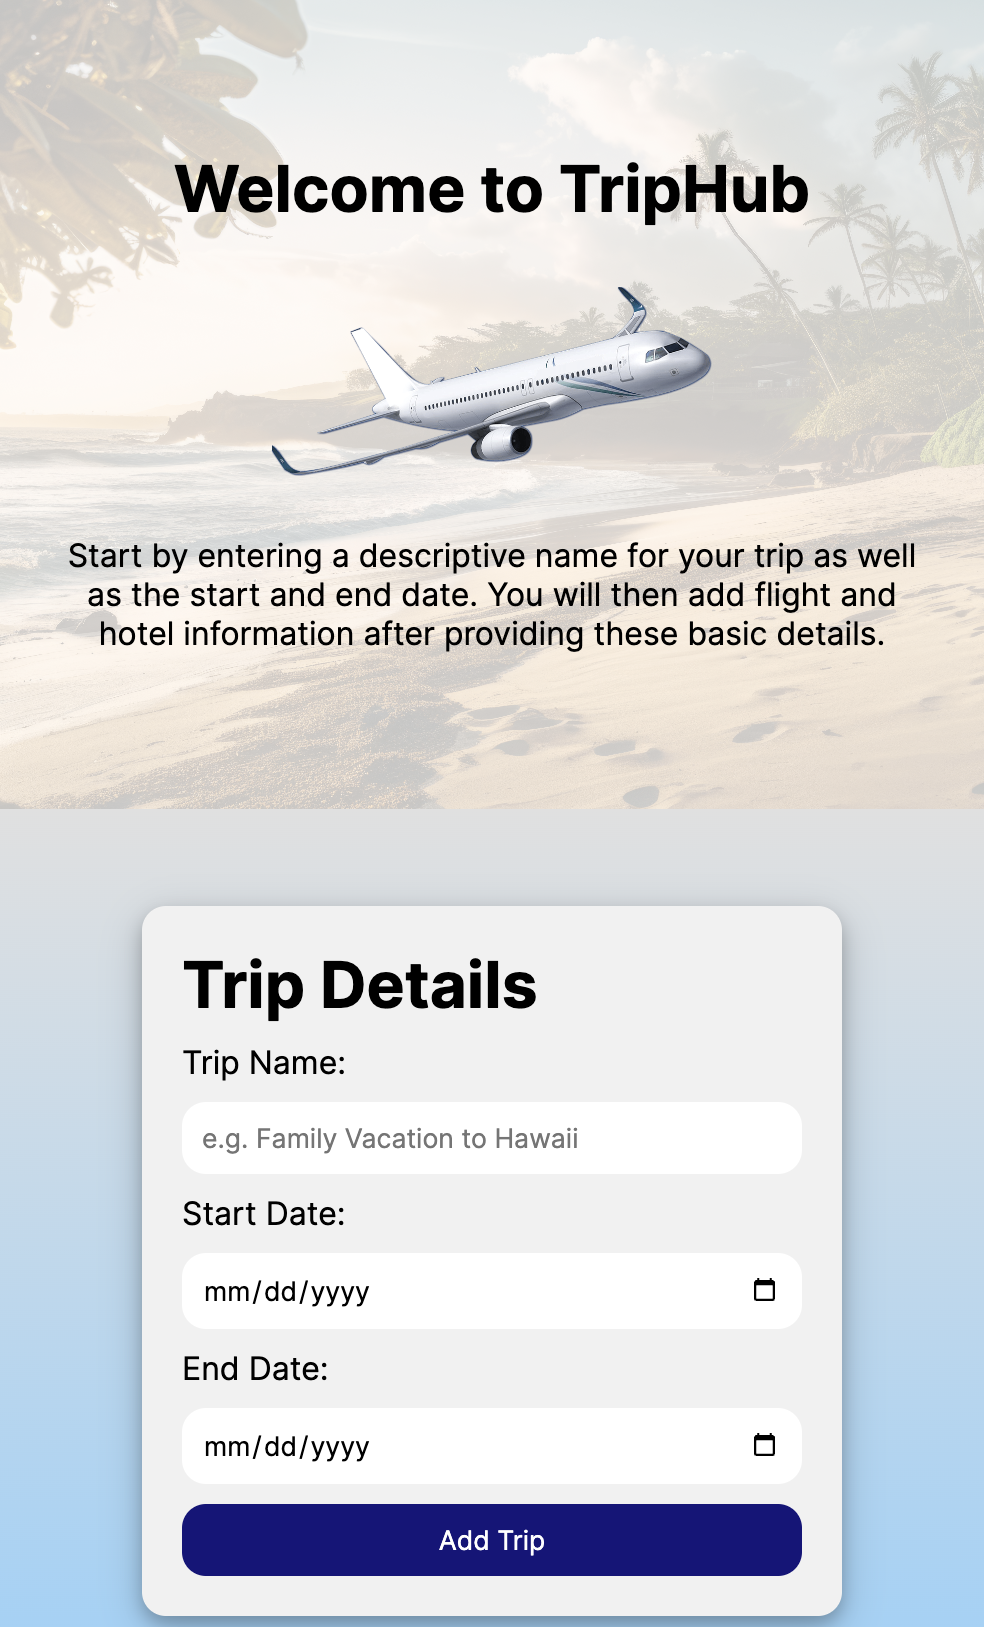 Welcome to TripHub
Start by entering a descriptive name for your trip as well
as the start and end date. You will then add flight and
hotel information after providing these basic details.
Trip Details
Trip Name:
e.g. Family Vacation to Hawaii
Start Date:
mm/dd/yyyy
End Date:
mm/dd/yyyy
Add Trip